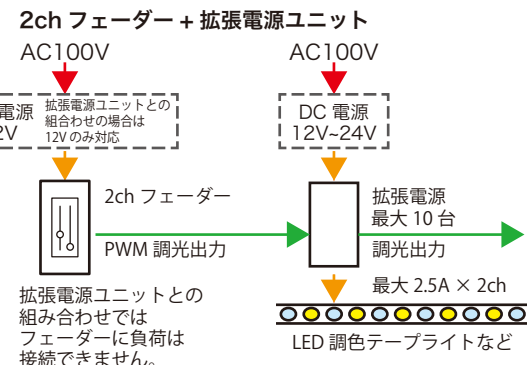 2ch フェーダー + 拡張電源ユニット
AC100V
AC100V
電源
2V
拡張電源ユニットとの
組合わせの場合は
12V のみ対応
DC 電源
12V~24V
2ch フェーダー
PWM 調光出力
拡張電源
最大 10 台
調光出力
最大 2.5A × 2ch
拡張電源ユニットとの
組み合わせでは
フェーダーに負荷は
接続できません。
LED 調色テープライトなど